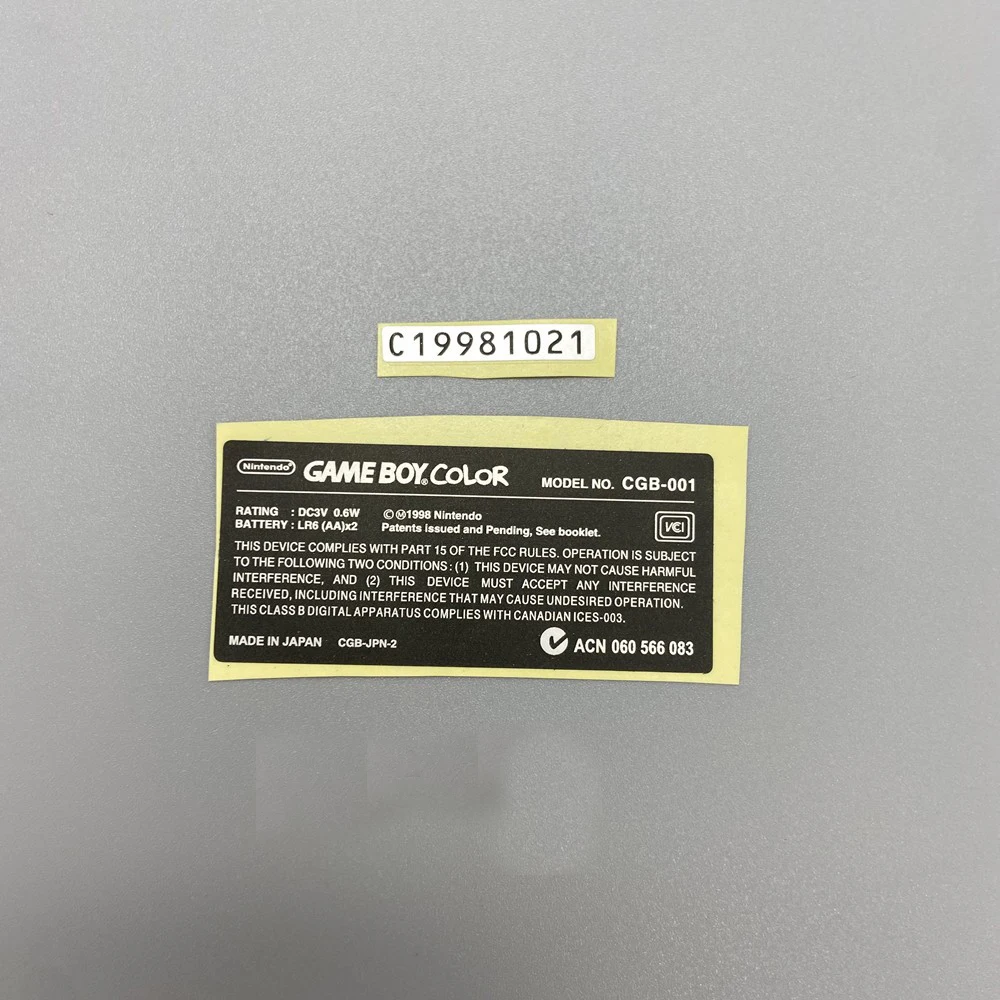 C19981021
Nintendo® GAME BOY® COLOR MODEL NO. CGB-001
RATING : DC3V 0.6W ©Ⓜ1998 Nintendo
BATTERY : LR6 (AA)x2 Patents issued and Pending, See booklet. VCI
THIS DEVICE COMPLIES WITH PART 15 OF THE FCC RULES. OPERATION IS SUBJECT
TO THE FOLLOWING TWO CONDITIONS: (1) THIS DEVICE MAY NOT CAUSE HARMFUL
INTERFERENCE, AND (2) THIS DEVICE MUST ACCEPT ANY INTERFERENCE
RECEIVED, INCLUDING INTERFERENCE THAT MAY CAUSE UNDESIRED OPERATION.
THIS CLASS B DIGITAL APPARATUS COMPLIES WITH CANADIAN ICES-003.
MADE IN JAPAN CGB-JPN-2 ACN 060 566 083